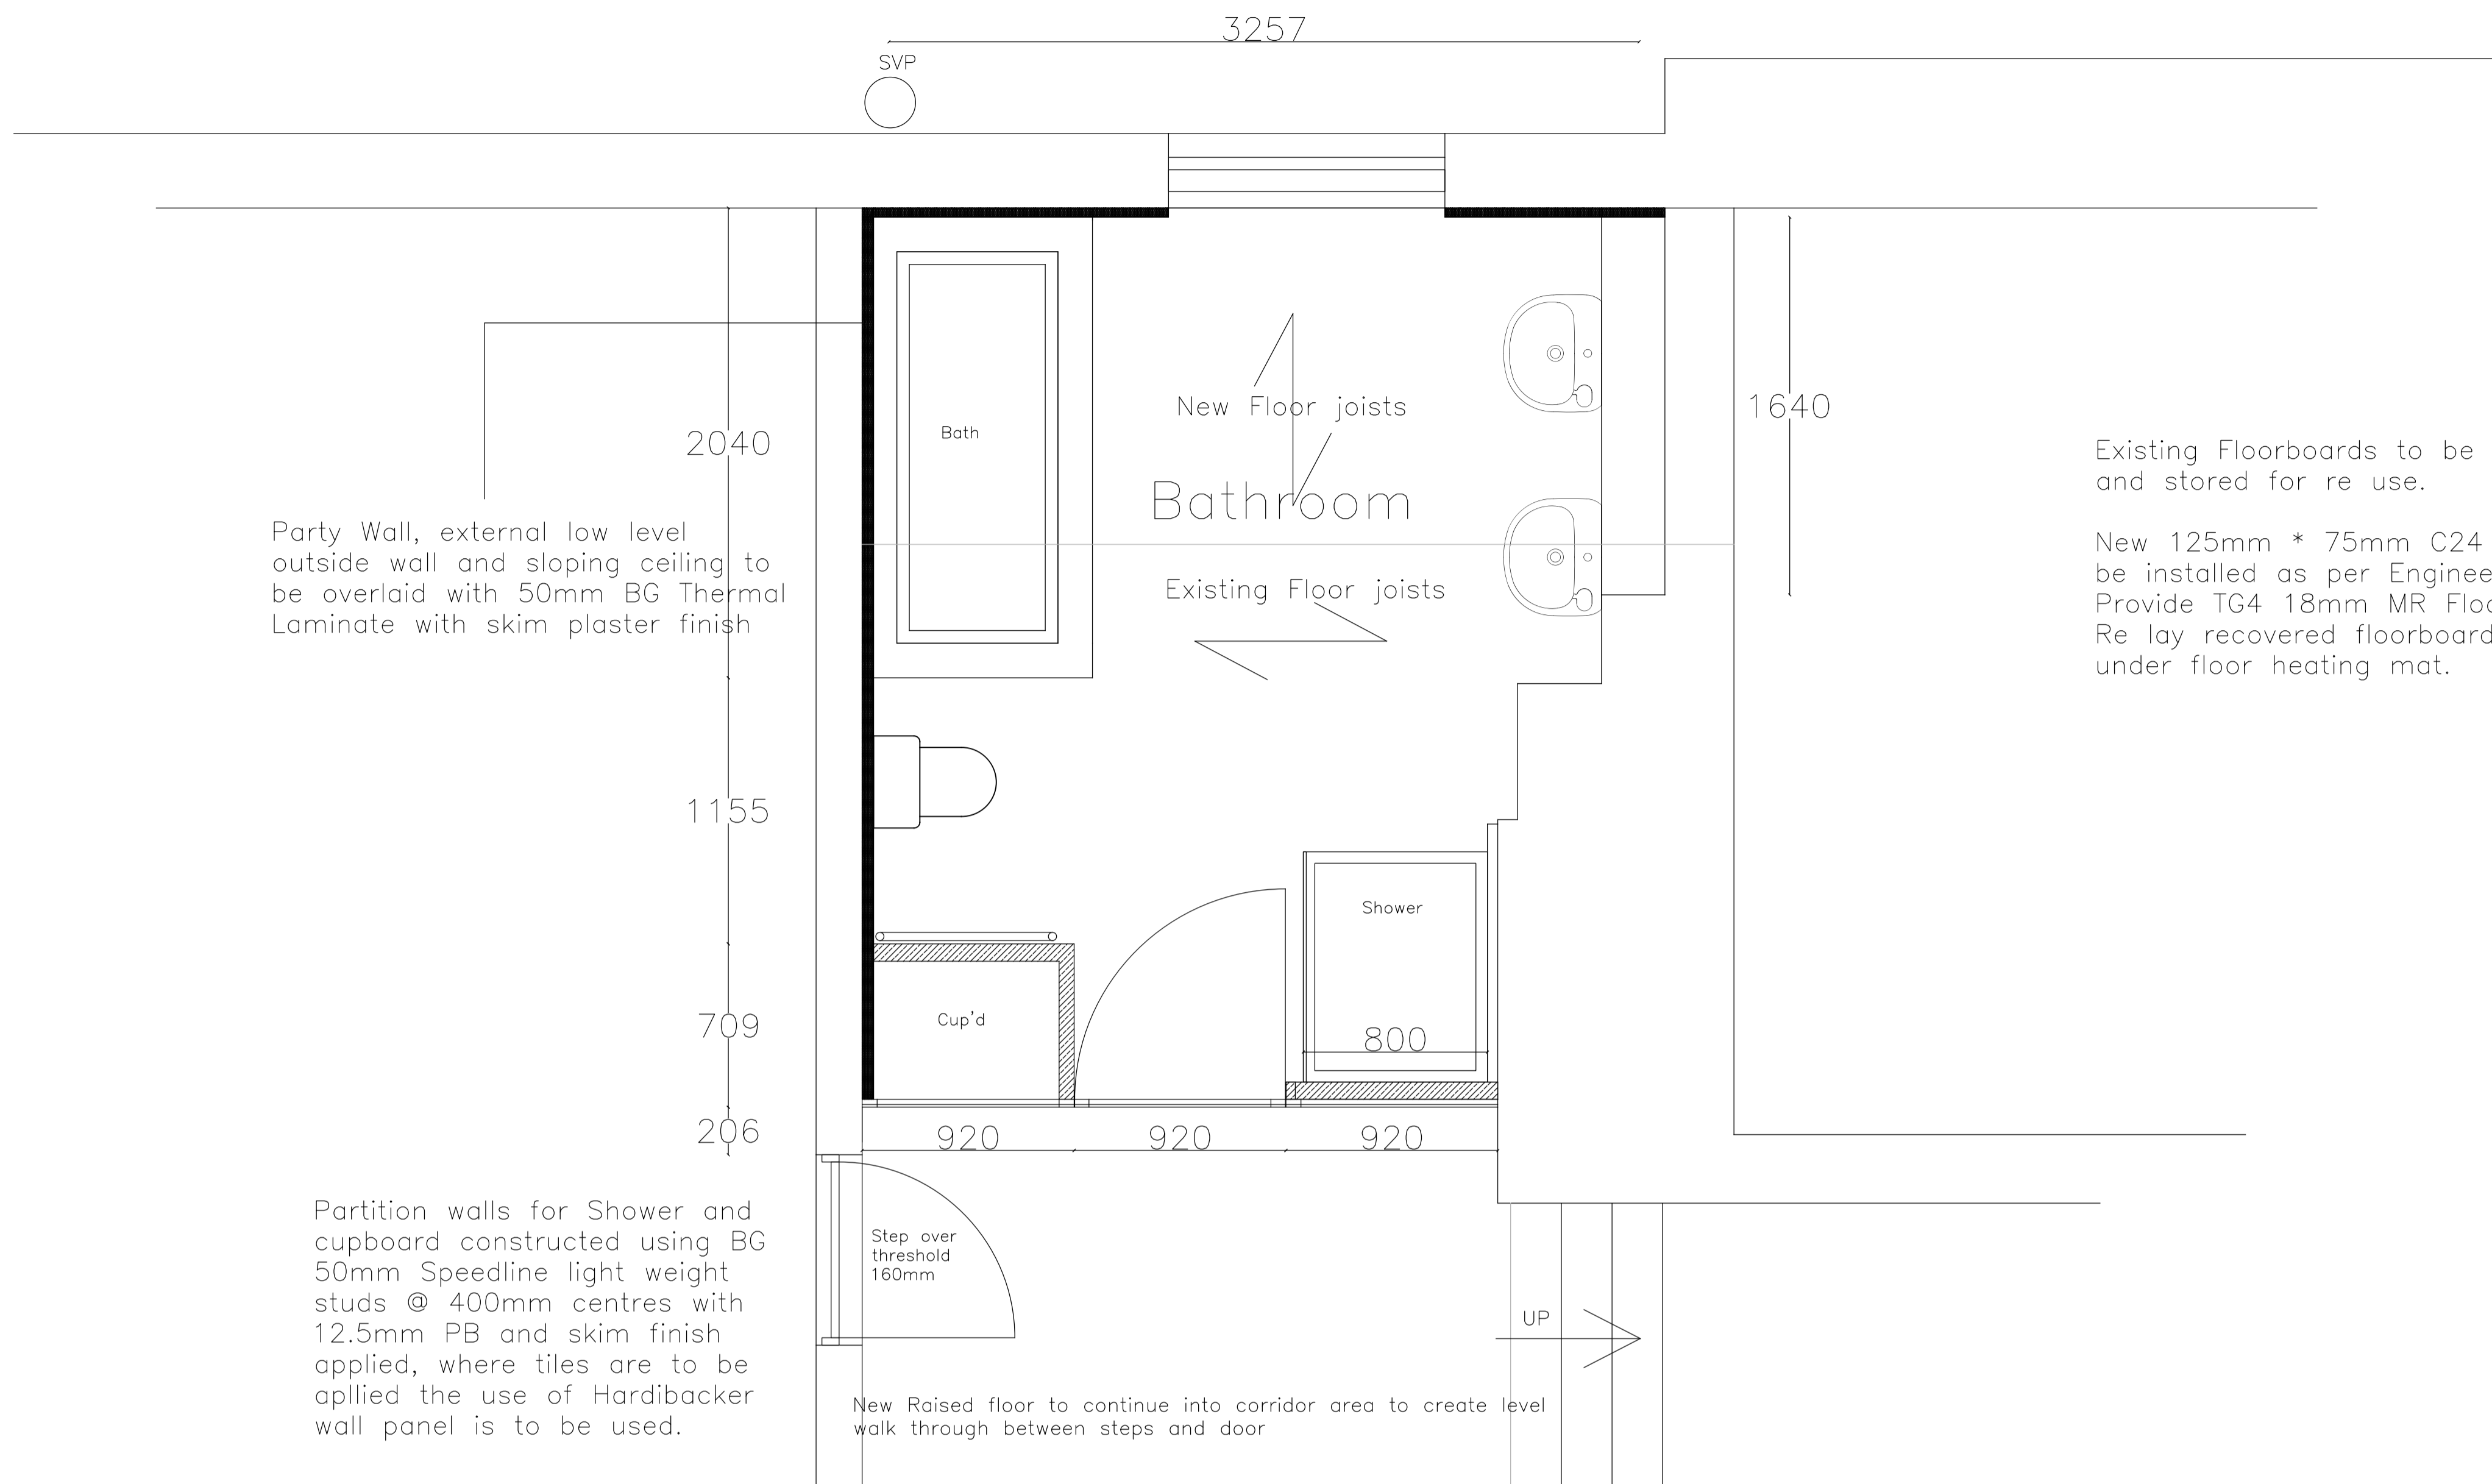 3257
SVP
2040
1640
New Floor joists
Bath
Bathroom
Existing Floor joists
Party Wall, external low level
outside wall and sloping ceiling to
be overlaid with 50mm BG Thermal
Laminate with skim plaster finish
Existing Floorboards to be
and stored for re use.
New 125mm * 75mm C24
be installed as per Enginee
Provide TG4 18mm MR Floo
Re lay recovered floorboard
under floor heating mat.
1155
Shower
709
Cup'd
800
206
920
920
920
Partition walls for Shower and
cupboard constructed using BG
50mm Speedline light weight
studs @ 400mm centres with
12.5mm PB and skim finish
applied, where tiles are to be
apllied the use of Hardibacker
wall panel is to be used.
Step over
threshold
160mm
UP
New Raised floor to continue into corridor area to create level
walk through between steps and door